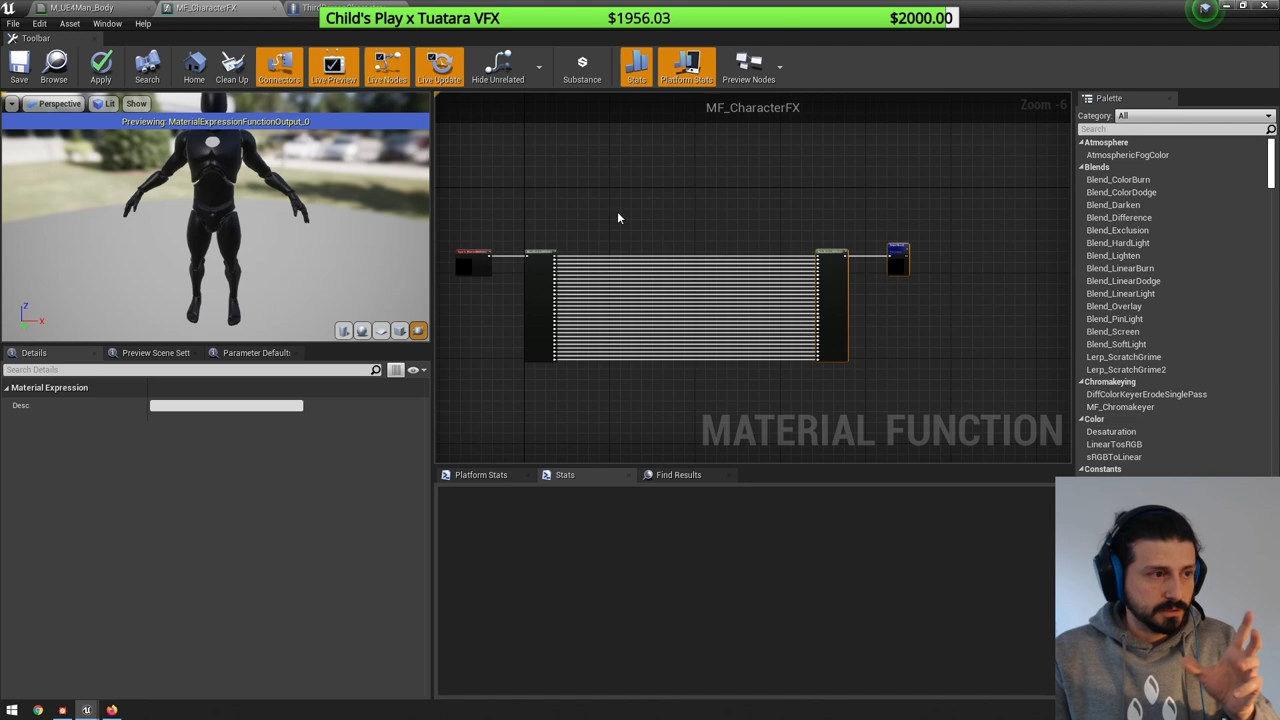 M_UE4Man_Body
MF_CharacterFX
Child's Play x Tuatara VFX
$1956.03
$2000.00
File
Edit
Asset
Window
Help
Toolbar
Save
Browse
Apply
Search
Home
Clean Up
Connectors
Live Preview
Live Nodes
Live Update
Hide Unrelated
Substance
Stats
Platform Stats
Preview Nodes
Perspective
Lit
Show
Previewing: MaterialExpressionFunctionOutput_0
Z
X
MF_CharacterFX
Zoom -6
MATERIAL FUNCTION
Palette
Category:
All
Search
Atmosphere
AtmosphericFogColor
Blends
Blend_ColorBurn
Blend_ColorDodge
Blend_Darken
Blend_Difference
Blend_Exclusion
Blend_HardLight
Blend_Lighten
Blend_LinearBurn
Blend_LinearDodge
Blend_LinearLight
Blend_Overlay
Blend_PinLight
Blend_Screen
Blend_SoftLight
Lerp_ScratchGrime
Lerp_ScratchGrime2
Chromakeying
DiffColorKeyerErodeSinglePass
MF_Chromakeyer
Color
Desaturation
LinearTosRGB
sRGBToLinear
Constants
Details
Preview Scene Sett
Parameter Default:
Search Details
Material Expression
Desc
Platform Stats
Stats
Find Results